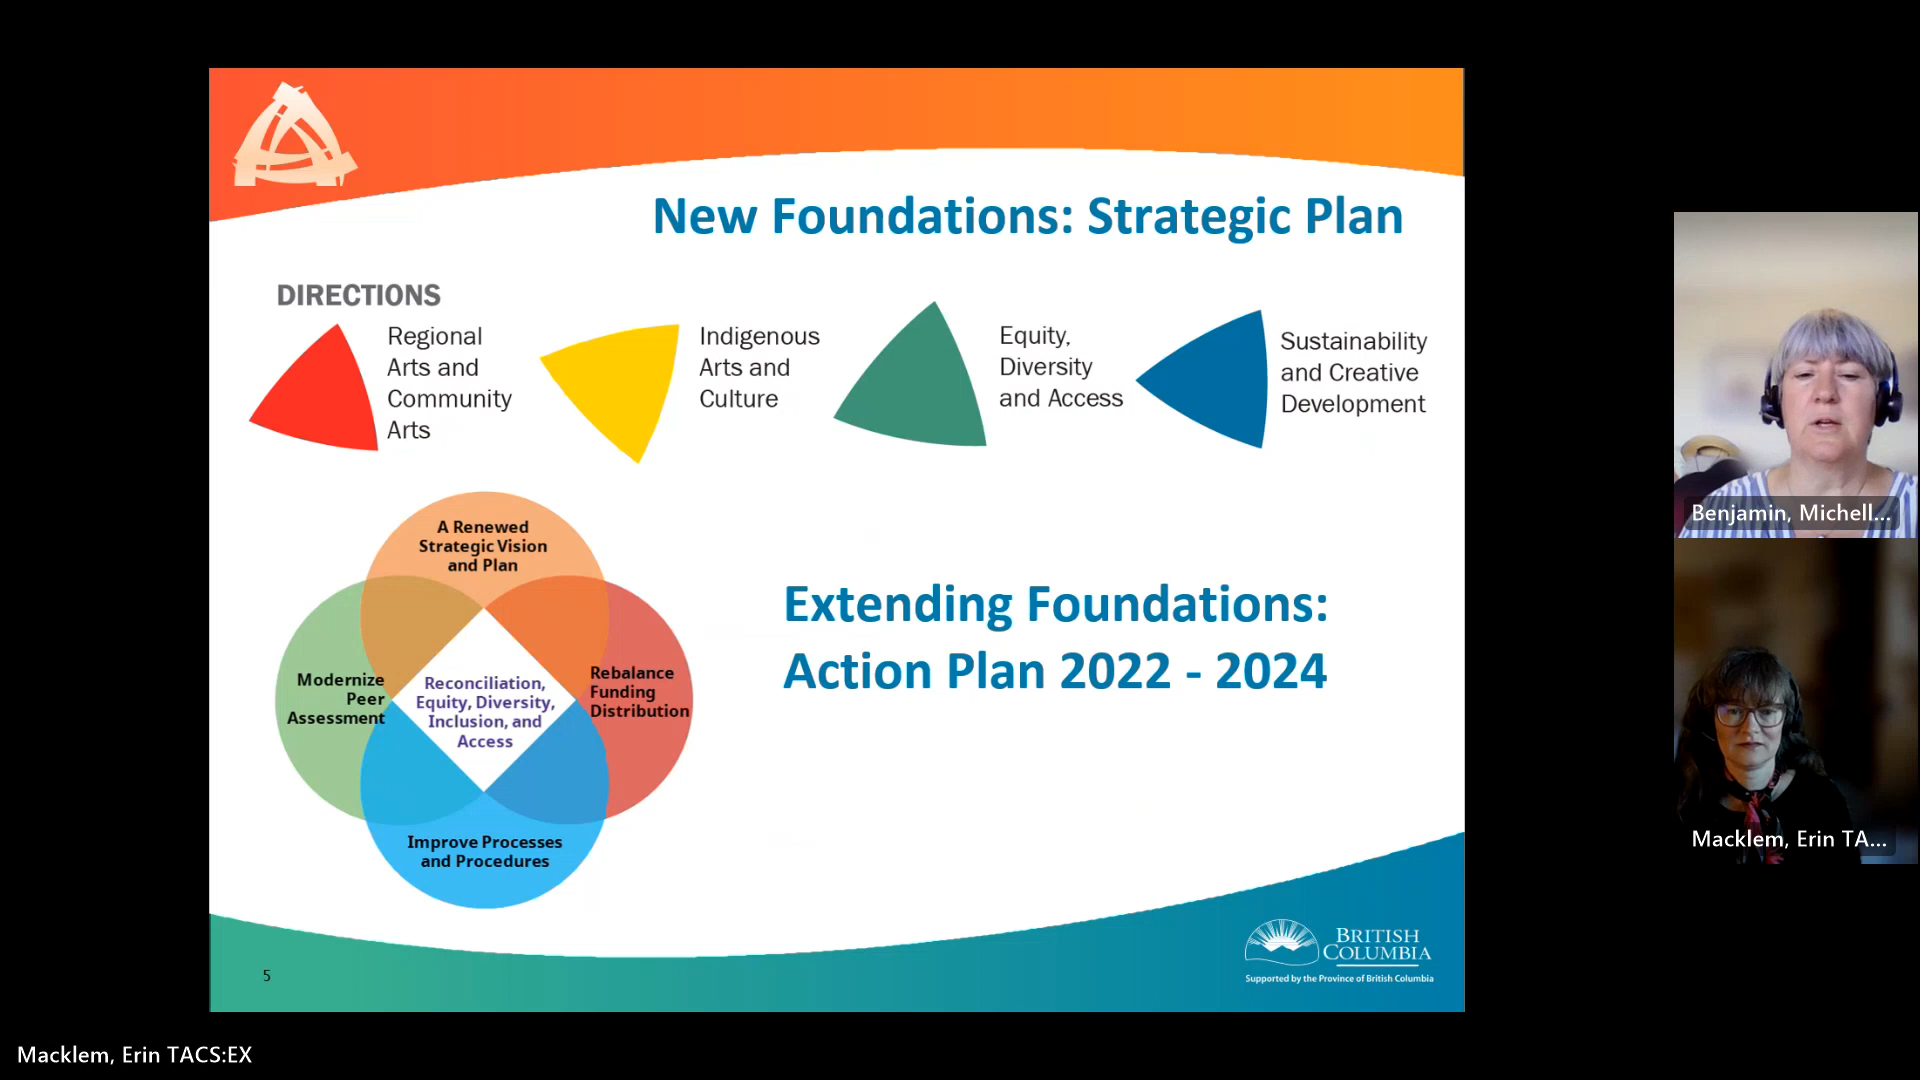 New Foundations: Strategic Plan
DIRECTIONS
Regional
Arts and
Community
Arts
Indigenous
Arts and
Culture
Equity,
Diversity
and Access
Sustainability
and Creative
Development
A Renewed
Strategic Vision
and Plan
Modernize
Peer
Assessment
Reconciliation,
Equity, Diversity,
Inclusion, and
Access
Rebalance
Funding
Distribution
Improve Processes
and Procedures
Extending Foundations:
Action Plan 2022 - 2024
5
BRITISH
COLUMBIA
Supported by the Province of British Columbia
Benjamin, Michell...
Macklem, Erin TA...
Macklem, Erin TACS:EX